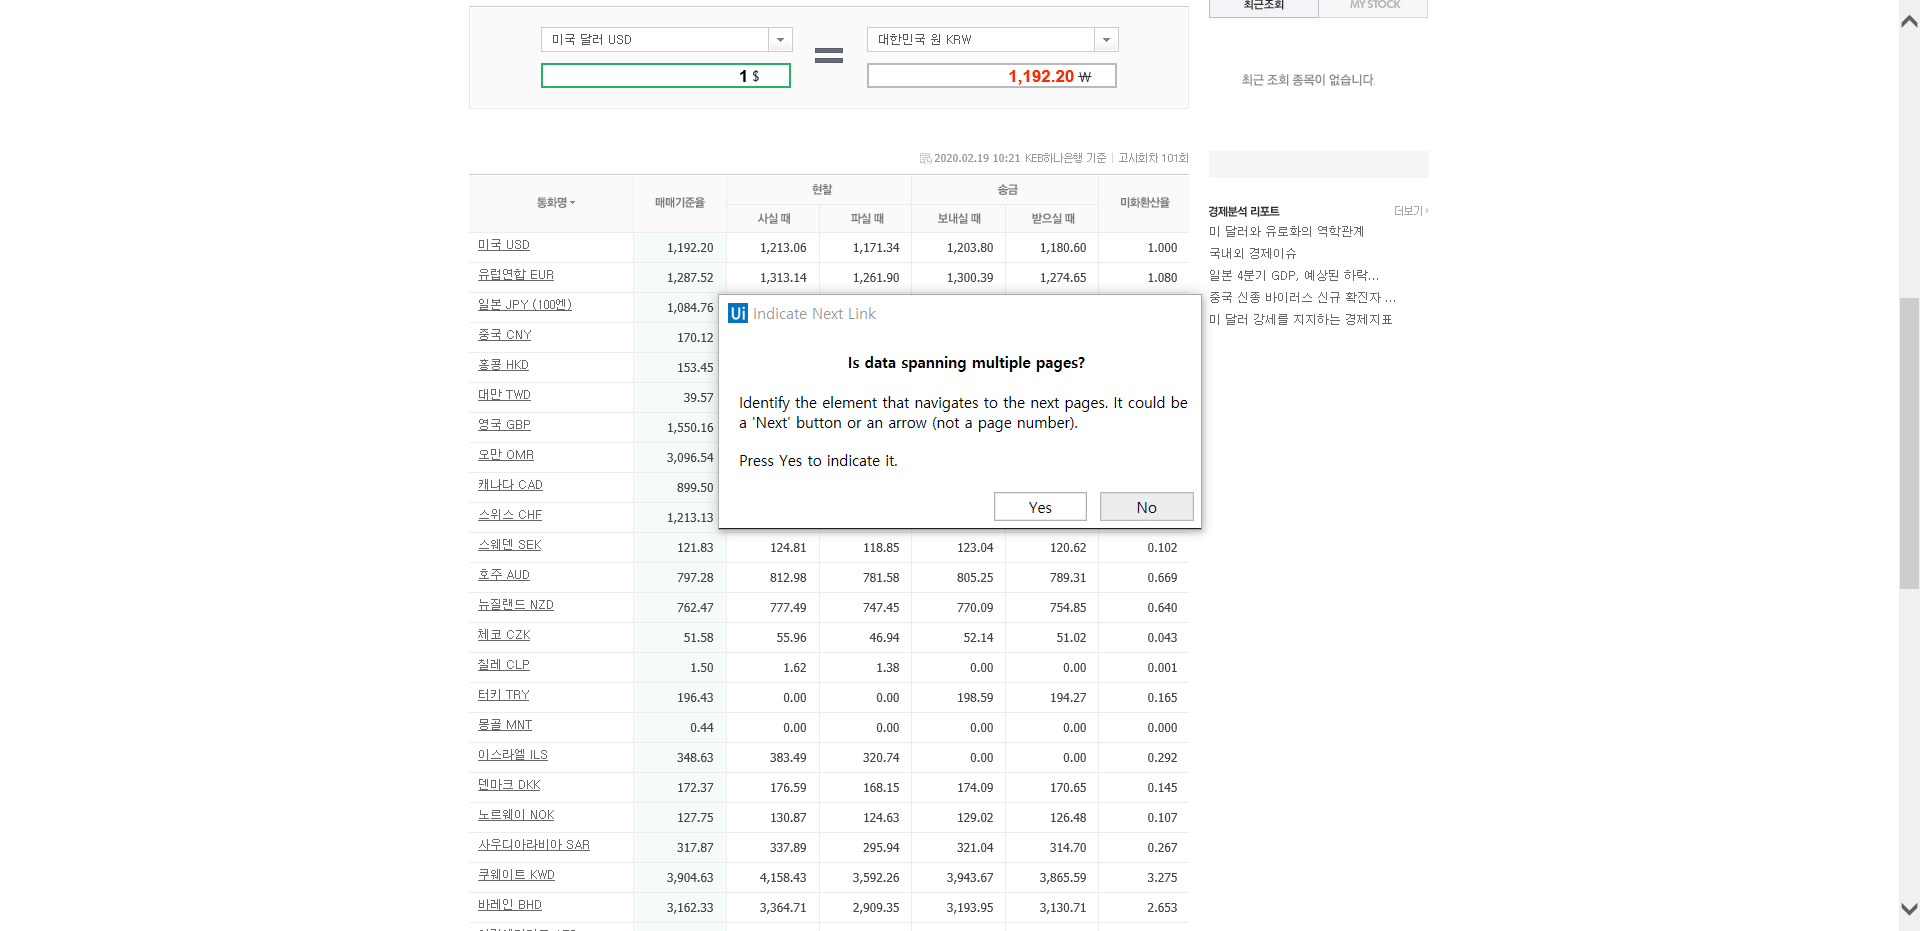 최근조회 MY STOCK
미국 달러 USD
대한민국 원 KRW
1 $
1,192.20 ₩
최근 조회 종목이 없습니다.
2020.02.19 10:21 KEB하나은행 기준 | 고시회차 101회
통화명 매매기준율 현찰 송금 미화환산율
사실 때 파실 때 보내실 때 받으실 때
미국 USD 1,192.20 1,213.06 1,171.34 1,203.80 1,180.60 1.000
유럽연합 EUR 1,287.52 1,313.14 1,261.90 1,300.39 1,274.65 1.080
일본 JPY (100엔) 1,084.76
중국 CNY 170.12
홍콩 HKD 153.45
대만 TWD 39.57
영국 GBP 1,550.16
오만 OMR 3,096.54
캐나다 CAD 899.50
스위스 CHF 1,213.13
스웨덴 SEK 121.83 124.81 118.85 123.04 120.62 0.102
호주 AUD 797.28 812.98 781.58 805.25 789.31 0.669
뉴질랜드 NZD 762.47 777.49 747.45 770.09 754.85 0.640
체코 CZK 51.58 55.96 46.94 52.14 51.02 0.043
칠레 CLP 1.50 1.62 1.38 0.00 0.00 0.001
터키 TRY 196.43 0.00 0.00 198.59 194.27 0.165
몽골 MNT 0.44 0.00 0.00 0.00 0.00 0.000
이스라엘 ILS 348.63 383.49 320.74 0.00 0.00 0.292
덴마크 DKK 172.37 176.59 168.15 174.09 170.65 0.145
노르웨이 NOK 127.75 130.87 124.63 129.02 126.48 0.107
사우디아라비아 SAR 317.87 337.89 295.94 321.04 314.70 0.267
쿠웨이트 KWD 3,904.63 4,158.43 3,592.26 3,943.67 3,865.59 3.275
바레인 BHD 3,162.33 3,364.71 2,909.35 3,193.95 3,130.71 2.653
Ui Indicate Next Link
Is data spanning multiple pages?
Identify the element that navigates to the next pages. It could be
a 'Next' button or an arrow (not a page number).
Press Yes to indicate it.
Yes No
경제분석 리포트 더보기
미 달러와 유로화의 역학관계
국내외 경제이슈
일본 4분기 GDP, 예상된 하락...
중국 신종 바이러스 신규 확진자 ...
미 달러 강세를 지지하는 경제지표